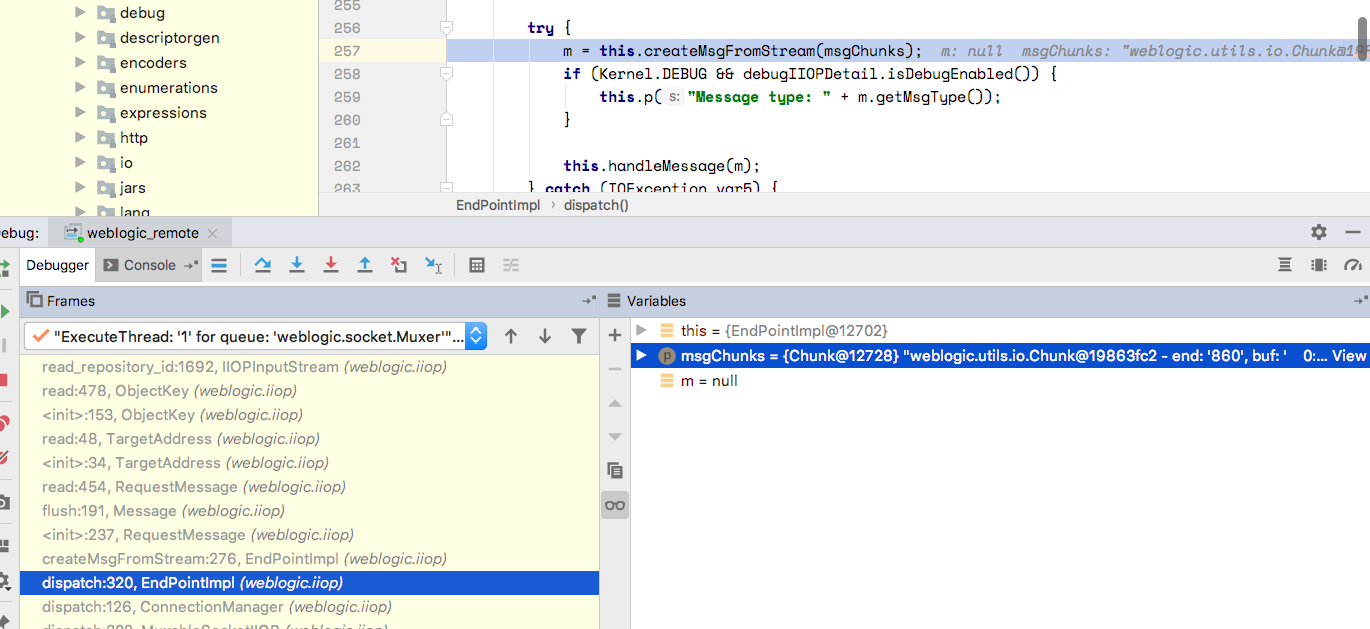 debug
descriptorgen
encoders
enumerations
expressions
http
io
jars
lang
255
256 try {
257 m = this.createMsgFromStream(msgChunks); m: null msgChunks: "weblogic.utils.io.Chunk@198
258 if (Kernel.DEBUG && debugIIOPDetail.isDebugEnabled()) {
259 this.p( s: "Message type: " + m.getMsgType());
260 }
261
262 this.handleMessage(m);
263 } catch (IOException var5) {
EndPointImpl › dispatch()
ebug: weblogic_remote
Debugger Console
Frames
"ExecuteThread: '1' for queue: 'weblogic.socket.Muxer'"...
read_repository_id:1692, IIOPInputStream (weblogic.iiop)
read:478, ObjectKey (weblogic.iiop)
<init>:153, ObjectKey (weblogic.iiop)
read:48, TargetAddress (weblogic.iiop)
<init>:34, TargetAddress (weblogic.iiop)
read:454, RequestMessage (weblogic.iiop)
flush:191, Message (weblogic.iiop)
<init>:237, RequestMessage (weblogic.iiop)
createMsgFromStream:276, EndPointImpl (weblogic.iiop)
dispatch:320, EndPointImpl (weblogic.iiop)
dispatch:126, ConnectionManager (weblogic.iiop)
Variables
this = {EndPointImpl@12702}
p msgChunks = {Chunk@12728} "weblogic.utils.io.Chunk@19863fc2 - end: '860', buf: ' 0:... View
m = null